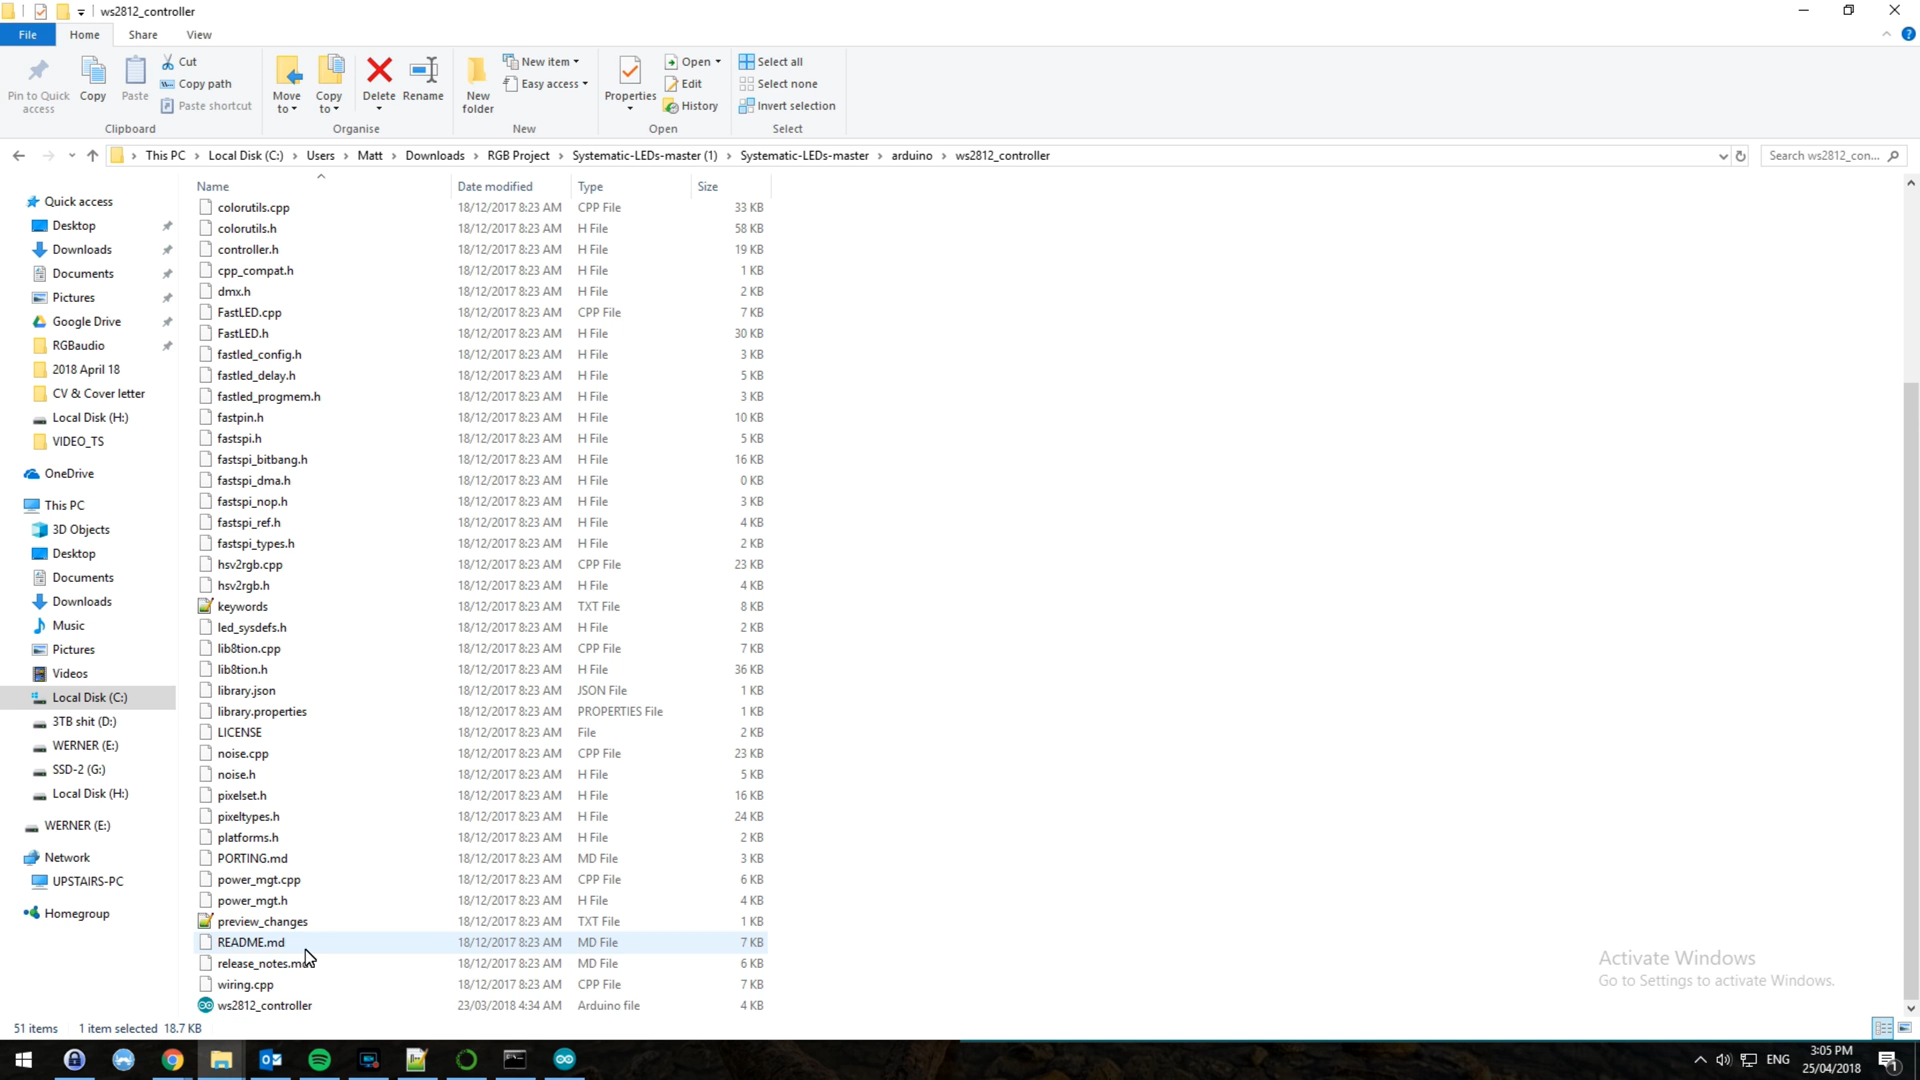 ws2812_controller
File Home Share View
Pin to Quick access
Copy
Paste
Cut
Copy path
Paste shortcut
Clipboard
Move to
Copy to
Delete
Rename
Organise
New folder
New item
Easy access
New
Properties
Open
Edit
History
Open
Select all
Select none
Invert selection
Select
This PC Local Disk (C:) Users Matt Downloads RGB Project Systematic-LEDs-master (1) Systematic-LEDs-master arduino ws2812_controller
Search ws2812_con...
Quick access
Desktop
Downloads
Documents
Pictures
Google Drive
RGBaudio
2018 April 18
CV & Cover letter
Local Disk (H:)
VIDEO_TS
OneDrive
This PC
3D Objects
Desktop
Documents
Downloads
Music
Pictures
Videos
Local Disk (C:)
3TB shit (D:)
WERNER (E:)
SSD-2 (G:)
Local Disk (H:)
WERNER (E:)
Network
UPSTAIRS-PC
Homegroup
Name Date modified Type Size
colorutils.cpp 18/12/2017 8:23 AM CPP File 33 KB
colorutils.h 18/12/2017 8:23 AM H File 58 KB
controller.h 18/12/2017 8:23 AM H File 19 KB
cpp_compat.h 18/12/2017 8:23 AM H File 1 KB
dmx.h 18/12/2017 8:23 AM H File 2 KB
FastLED.cpp 18/12/2017 8:23 AM CPP File 7 KB
FastLED.h 18/12/2017 8:23 AM H File 30 KB
fastled_config.h 18/12/2017 8:23 AM H File 3 KB
fastled_delay.h 18/12/2017 8:23 AM H File 5 KB
fastled_progmem.h 18/12/2017 8:23 AM H File 3 KB
fastpin.h 18/12/2017 8:23 AM H File 10 KB
fastspi.h 18/12/2017 8:23 AM H File 5 KB
fastspi_bitbang.h 18/12/2017 8:23 AM H File 16 KB
fastspi_dma.h 18/12/2017 8:23 AM H File 0 KB
fastspi_nop.h 18/12/2017 8:23 AM H File 3 KB
fastspi_ref.h 18/12/2017 8:23 AM H File 4 KB
fastspi_types.h 18/12/2017 8:23 AM H File 2 KB
hsv2rgb.cpp 18/12/2017 8:23 AM CPP File 23 KB
hsv2rgb.h 18/12/2017 8:23 AM H File 4 KB
keywords 18/12/2017 8:23 AM TXT File 8 KB
led_sysdefs.h 18/12/2017 8:23 AM H File 2 KB
lib8tion.cpp 18/12/2017 8:23 AM CPP File 7 KB
lib8tion.h 18/12/2017 8:23 AM H File 36 KB
library.json 18/12/2017 8:23 AM JSON File 1 KB
library.properties 18/12/2017 8:23 AM PROPERTIES File 1 KB
LICENSE 18/12/2017 8:23 AM File 2 KB
noise.cpp 18/12/2017 8:23 AM CPP File 23 KB
noise.h 18/12/2017 8:23 AM H File 5 KB
pixelset.h 18/12/2017 8:23 AM H File 16 KB
pixeltypes.h 18/12/2017 8:23 AM H File 24 KB
platforms.h 18/12/2017 8:23 AM H File 2 KB
PORTING.md 18/12/2017 8:23 AM MD File 3 KB
power_mgt.cpp 18/12/2017 8:23 AM CPP File 6 KB
power_mgt.h 18/12/2017 8:23 AM H File 4 KB
preview_changes 18/12/2017 8:23 AM TXT File 1 KB
README.md 18/12/2017 8:23 AM MD File 7 KB
release_notes.md 18/12/2017 8:23 AM MD File 6 KB
wiring.cpp 18/12/2017 8:23 AM CPP File 7 KB
ws2812_controller 23/03/2018 4:34 AM Arduino file 4 KB
Activate Windows
Go to Settings to activate Windows.
51 items 1 item selected 18.7 KB
ENG
3:05 PM
25/04/2018
1